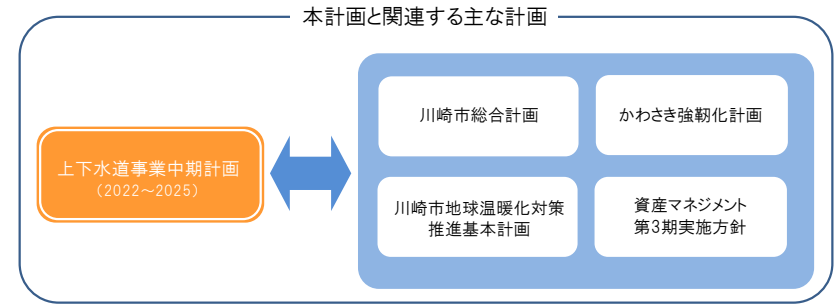 本計画と関連する主な計画
上下水道事業中期計画
（2022～2025）
川崎市総合計画
かわさき強靭化計画
川崎市地球温暖化対策
推進基本計画
資産マネジメント
第3期実施方針